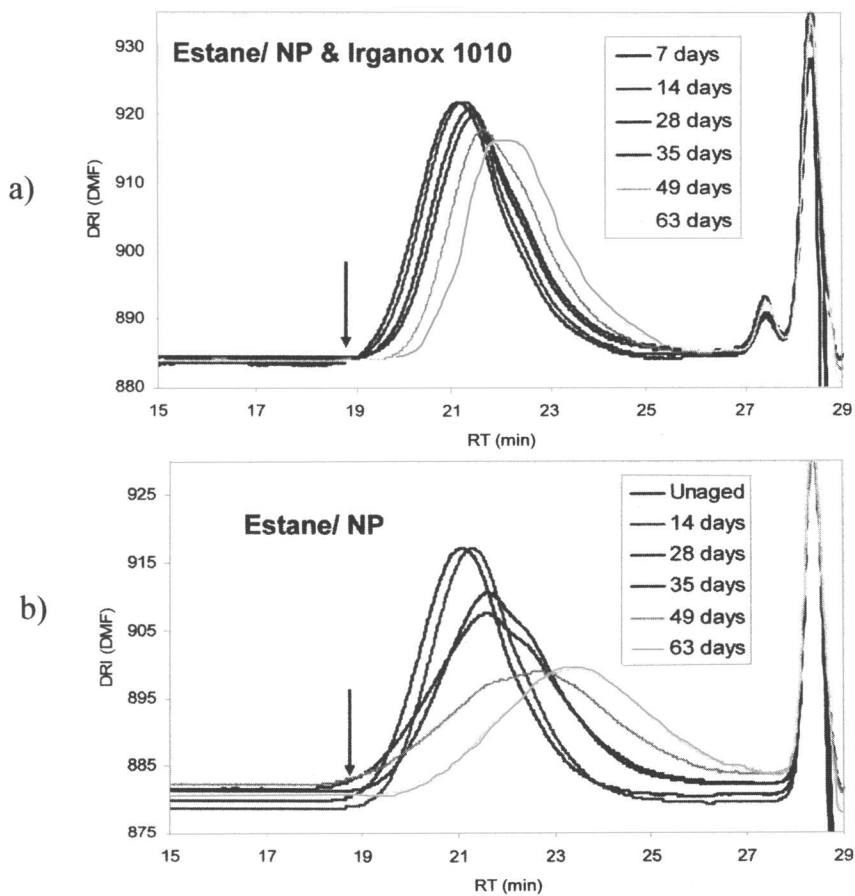 a)
Estane/ NP & Irganox 1010
DRI (DMF)
930
920
910
900
890
880
15 17 19 21 23 25 27 29
RT (min)
7 days
14 days
28 days
35 days
49 days
63 days
b)
Estane/ NP
DRI (DMF)
925
915
905
895
885
875
15 17 19 21 23 25 27 29
RT (min)
Unaged
14 days
28 days
35 days
49 days
63 days